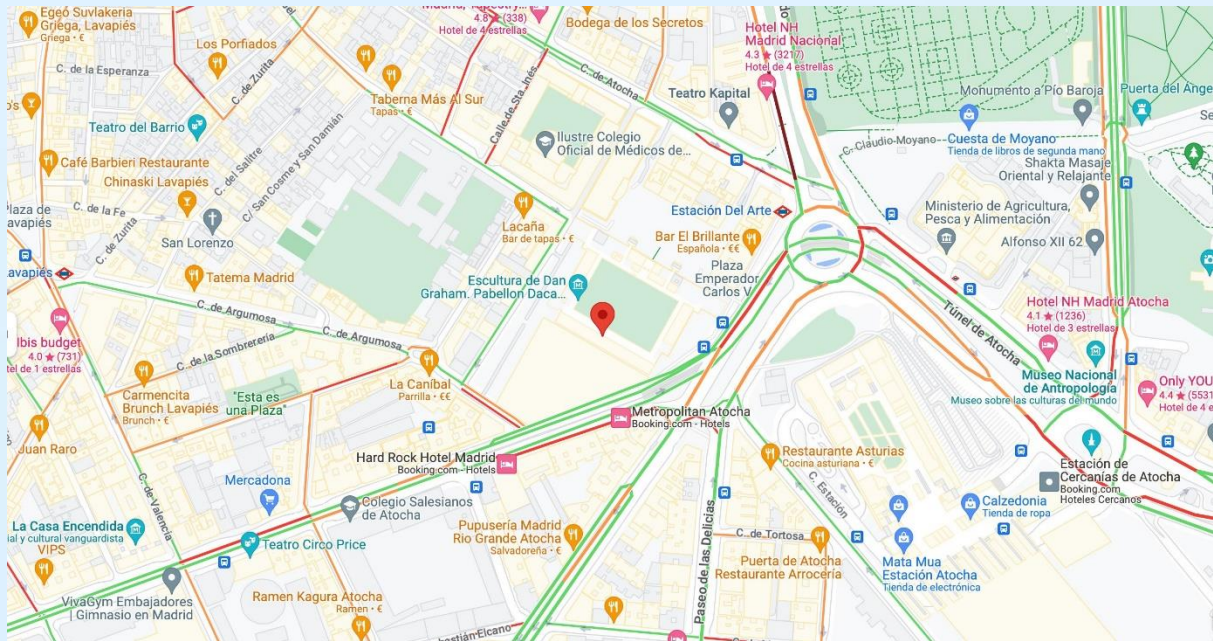 Egeo Suvlakeria
Griega, Lavapiés
Griega • €
4.8 ★ (338)
Hotel de 4 estrellas
Bodega de los Secretos
Hotel NH
Madrid Nacional
4.3 ★ (3217)
Hotel de 4 estrellas
Los Porfiados
C. de la Esperanza
C. de Zurita
Taberna Más Al Sur
Tapas • €
Calle de Sta. Inés
C. de Atocha
Teatro Kapital
Monumento a Pío Baroja
Puerta del Ánge
Cuesta de Moyano
Tienda de libros de segunda mano
C. Claudio Moyano
Teatro del Barrio
Ilustre Colegio
Oficial de Médicos de...
Shakta Masaje
Oriental y Relajante
Café Barbieri Restaurante
Chinaski Lavapiés
C. del Salitre
C/ San Cosme y San Damián
C. de la Fe
San Lorenzo
C. de Zurita
Plaza de
Lavapiés
Lavapiés
Lacaña
Bar de tapas • €
Estación Del Arte
Bar El Brillante
Española • €€
Plaza
Emperador
Carlos V
Ministerio de Agricultura,
Pesca y Alimentación
Alfonso XII 62
Tatema Madrid
Escultura de Dan
Graham. Pabellon Daca...
C. de Argumosa
C. de Argumosa
C. de la Sombrerería
Túnel de Atocha
Hotel NH Madrid Atocha
4.1 ★ (1236)
Hotel de 3 estrellas
Museo Nacional
de Antropología
Museo sobre las culturas del mundo
Only YOU
4.4 ★ (5531
Hotel de 4 e
Ibis budget
4.0 ★ (731)
tel de 1 estrellas
Carmencita
Brunch Lavapiés
Brunch • €
"Esta es
una Plaza"
La Caníbal
Parrilla • €€
Juan Raro
Metropolitan Atocha
Booking.com - Hotels
Hard Rock Hotel Madrid
Booking.com - Hotels
Restaurante Asturias
Cocina asturiana • €
Estación de
Cercanías de Atocha
Booking.com
Hoteles Cercanos
Mercadona
Colegio Salesianos
de Atocha
C. de Valencia
C. Estación
Calzedonia
Tienda de ropa
La Casa Encendida
ial y cultural vanguardista
VIPS
Teatro Circo Price
Pupusería Madrid
Rio Grande Atocha
Salvadoreña • €
Paseo de las Delicias
C. de Tortosa
Puerta de Atocha
Restaurante Arrocería
Mata Mua
Estación Atocha
Tienda de electrónica
VivaGym Embajadores
| Gimnasio en Madrid
Ramen Kagura Atocha
Ramen • €
bastián Elcano